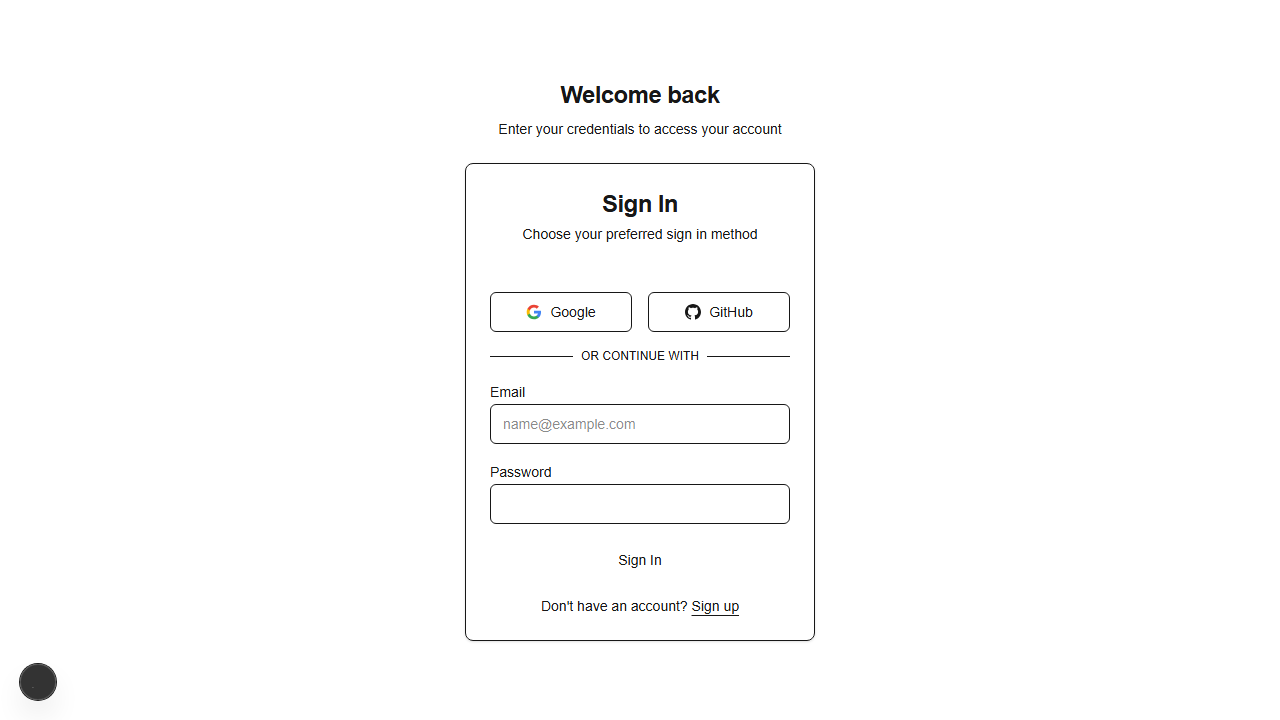 Welcome back
Enter your credentials to access your account
Sign In
Choose your preferred sign in method
Google
GitHub
OR CONTINUE WITH
Email
name@example.com
Password
Sign In
Don't have an account? Sign up